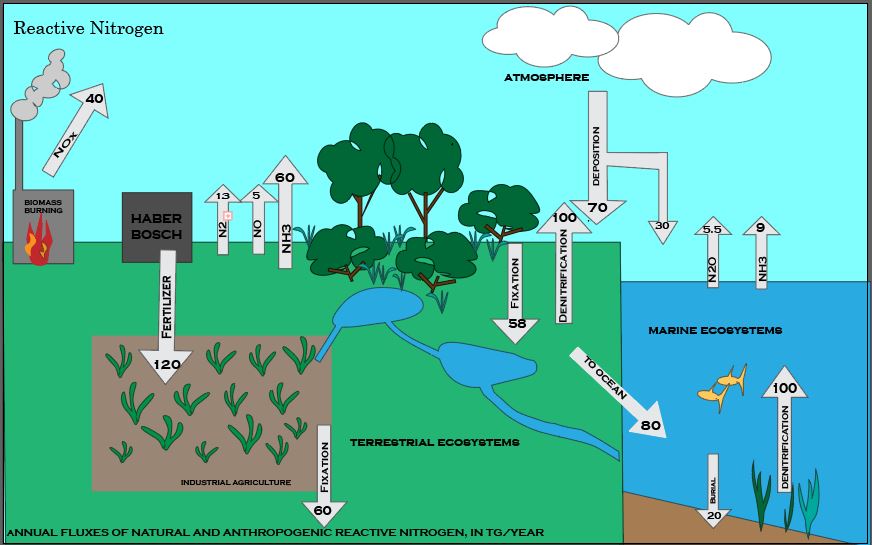 Reactive Nitrogen
ATMOSPHERE
40
NOx
BIOMASS
BURNING
HABER
BOSCH
13
N2
5
NO
60
NH3
DEPOSITION
70
30
100
DENITRIFICATION
FIXATION
58
5.5
N2O
9
NH3
FERTILIZER
120
MARINE ECOSYSTEMS
TO OCEAN
80
100
DENITRIFICATION
TERRESTRIAL ECOSYSTEMS
FIXATION
60
BURIAL
20
INDUSTRIAL AGRICULTURE
ANNUAL FLUXES OF NATURAL AND ANTHROPOGENIC REACTIVE NITROGEN, IN TG/YEAR